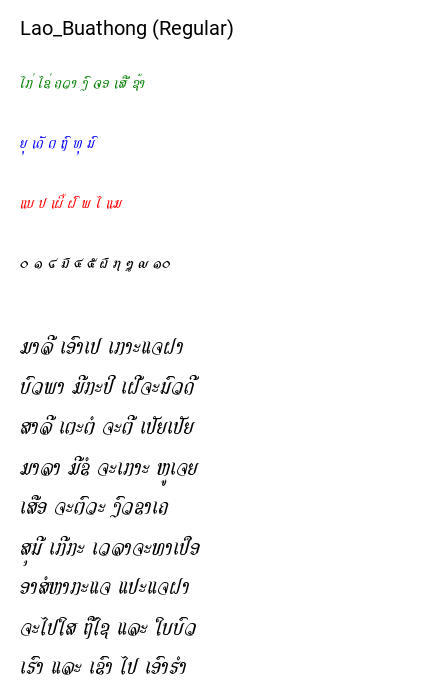 Lao_Buathong (Regular)
ໄກ່ ໄຂ່ ຄວາ ງົ ຈອ ເສື ຊ້າ
ຍຸ ເດັ ຕ ຖົ ທຸ ນົ
ແບ ປ ເຜີ້ ຝົ ພ ໄ ແມ
໐ ໑ ໒ ໓ ໔ ໕ ໖ ໗ ໘ ໙ ໑໐
ມາລີ ເອົາເປ ເກາະແຈຝາ
ບົວພາ ມີກະປິ ເຝີຈະມົວດີ
ສາລີ ເຕະຕໍ ຈະຕີ ເປັຍເປັຍ
ມາລາ ມີຂໍ ຈະເກາະ ຫູເຈຍ
ເສືອ ຈະຕົວະ ງົວຂາເຄ
ສຸມີ ເກີກະ ເວລາຈະທາເປືອ
ອາສໍຫາກະແຈ ແປະແຈຝາ
ຈະໄປໃສ ຖືໄຊ ແລະ ໃບບົວ
ເຮົາ ແລະ ເຂົາ ໄປ ເອົາຮໍາ